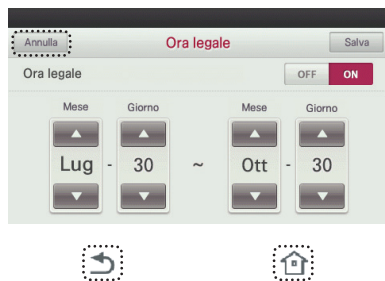 Annulla Ora legale Salva
Ora legale OFF ON
Mese Giorno Mese Giorno
Lug - 30 ~ Ott - 30